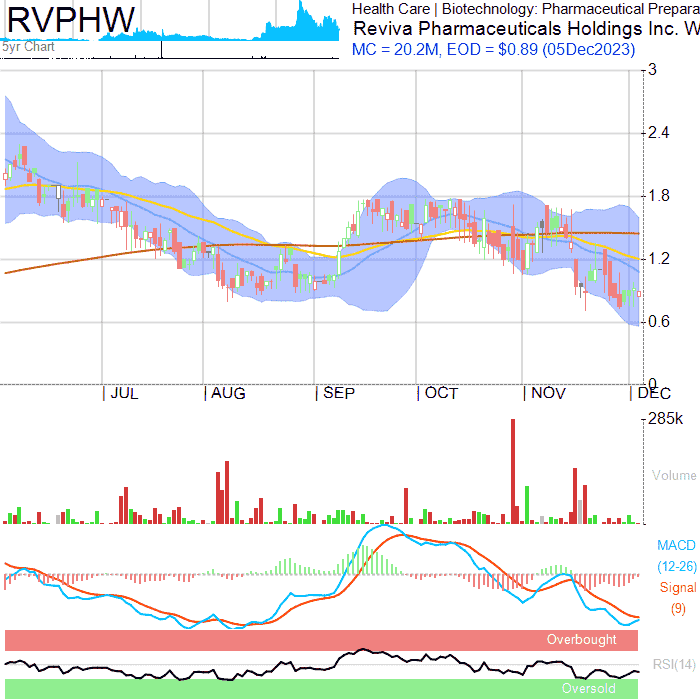 RVPHW
Health Care | Biotechnology: Pharmaceutical Prepara
Reviva Pharmaceuticals Holdings Inc. W
MC = 20.2M, EOD = $0.89 (05Dec2023)
5yr Chart
3
2.4
1.8
1.2
0.6
0
| JUL | AUG | SEP | OCT | NOV | DEC
285k
Volume
MACD
(12-26)
Signal
(9)
Overbought
RSI(14)
Oversold